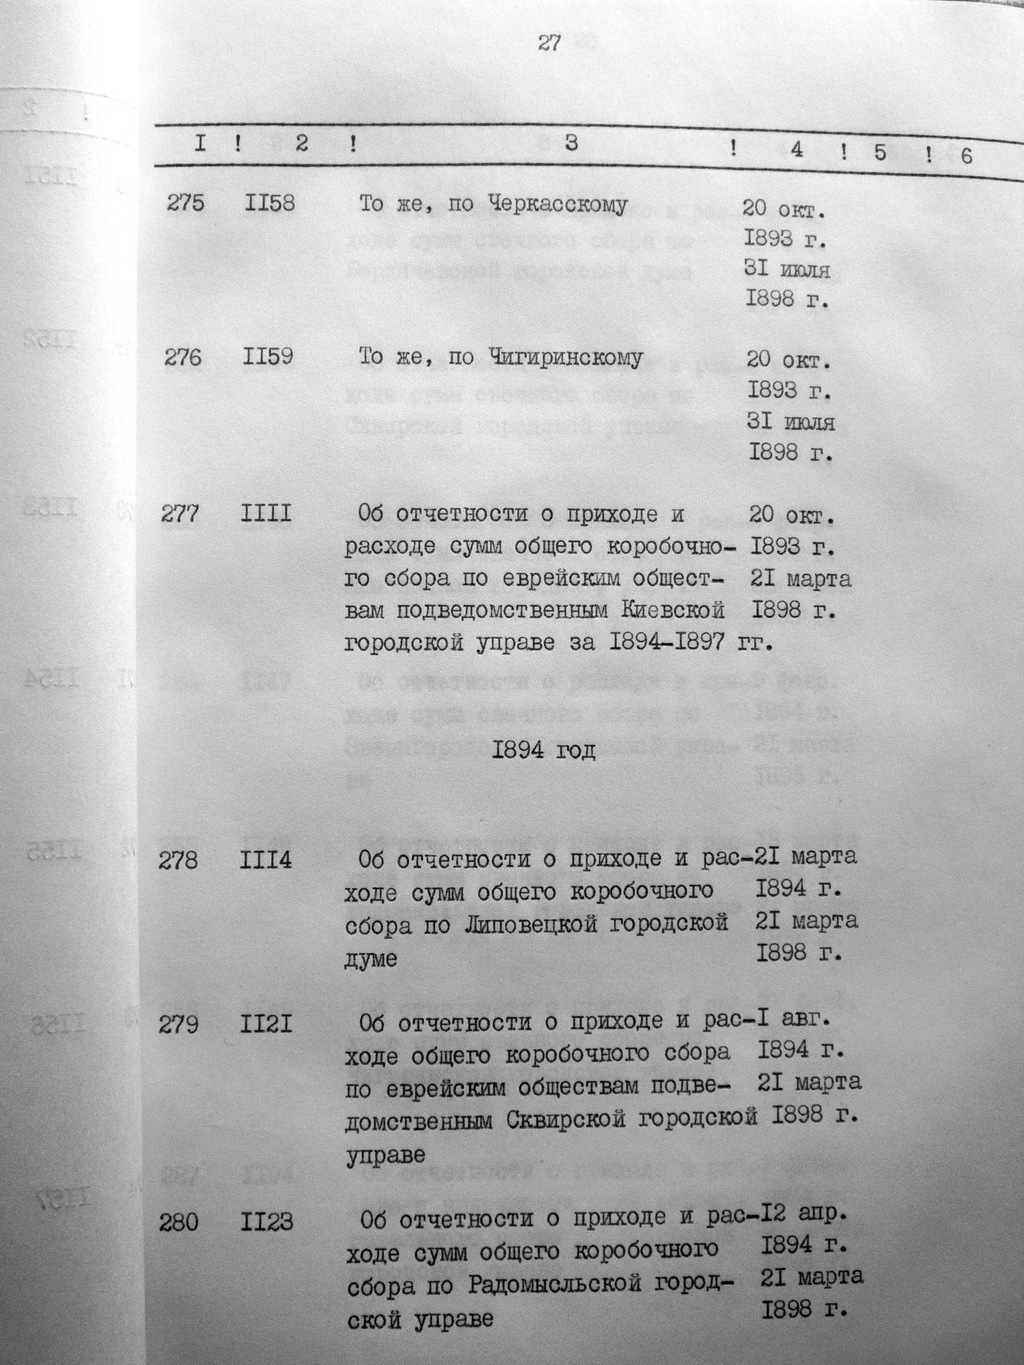 27
I ! 2 ! 3 ! 4 ! 5 ! 6
275 II58 То же, по Черкасскому 20 окт.
I893 г.
3I июля
I898 г.
276 II59 То же, по Чигиринскому 20 окт.
I893 г.
3I июля
I898 г.
277 IIII Об отчетности о приходе и 20 окт.
расходе сумм общего коробочно- I893 г.
го сбора по еврейским общест- 2I марта
вам подведомственным Киевской I898 г.
городской управе за I894-I897 гг.
I894 год
278 III4 Об отчетности о приходе и рас-2I марта
ходе сумм общего коробочного I894 г.
сбора по Липовецкой городской 2I марта
думе I898 г.
279 II2I Об отчетности о приходе и рас-I авг.
ходе общего коробочного сбора I894 г.
по еврейским обществам подве- 2I марта
домственным Сквирской городской I898 г.
управе
280 II23 Об отчетности о приходе и рас-I2 апр.
ходе сумм общего коробочного I894 г.
сбора по Радомысльской город- 2I марта
ской управе I898 г.